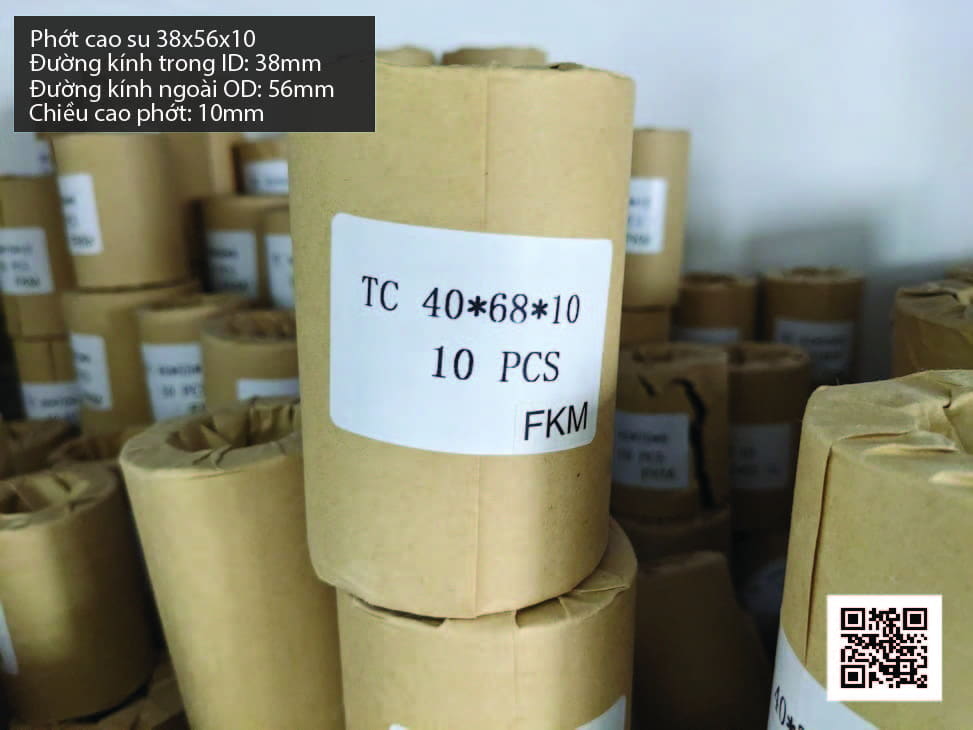 Phớt cao su 38x56x10
Đường kính trong ID: 38mm
Đường kính ngoài OD: 56mm
Chiều cao phớt: 10mm
TC 40*68*10
10 PCS
FKM